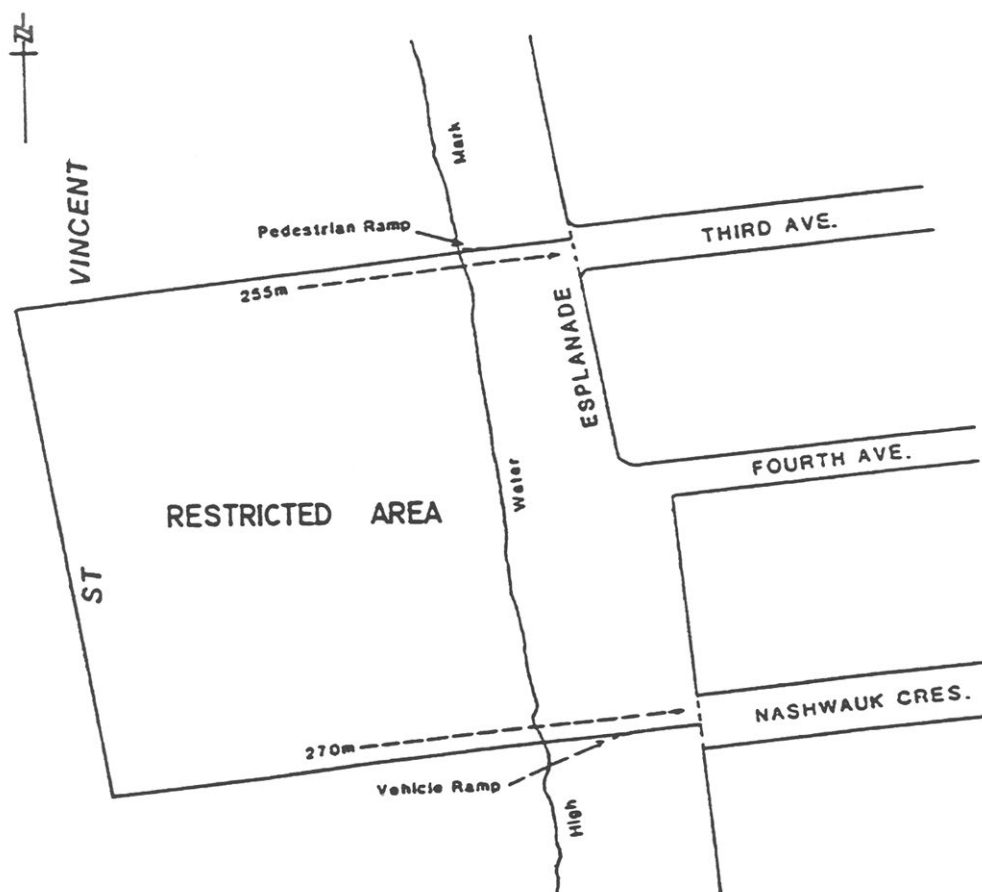 N
VINCENT
ST
Mark
Pedestrian Ramp
THIRD AVE.
255m
ESPLANADE
FOURTH AVE.
Water
RESTRICTED AREA
NASHWAUK CRES.
270m
Vehicle Ramp
High